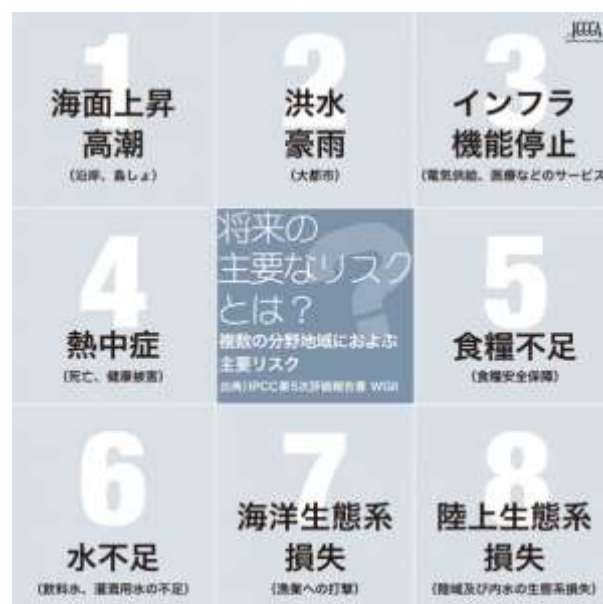 JCCCA
1
海面上昇
高潮
(沿岸、島しょ)
2
洪水
豪雨
(大都市)
3
インフラ
機能停止
(電気供給、医療などのサービス
4
熱中症
(死亡、健康被害)
将来の
主要なリスク
とは？
複数の分野地域におよぶ
主要リスク
出典)IPCC第5次評価報告書 WGII
5
食糧不足
(食糧安全保障)
6
水不足
(飲料水、灌漑用水の不足)
7
海洋生態系
損失
(漁業への打撃)
8
陸上生態系
損失
(陸域及び内水の生態系損失)